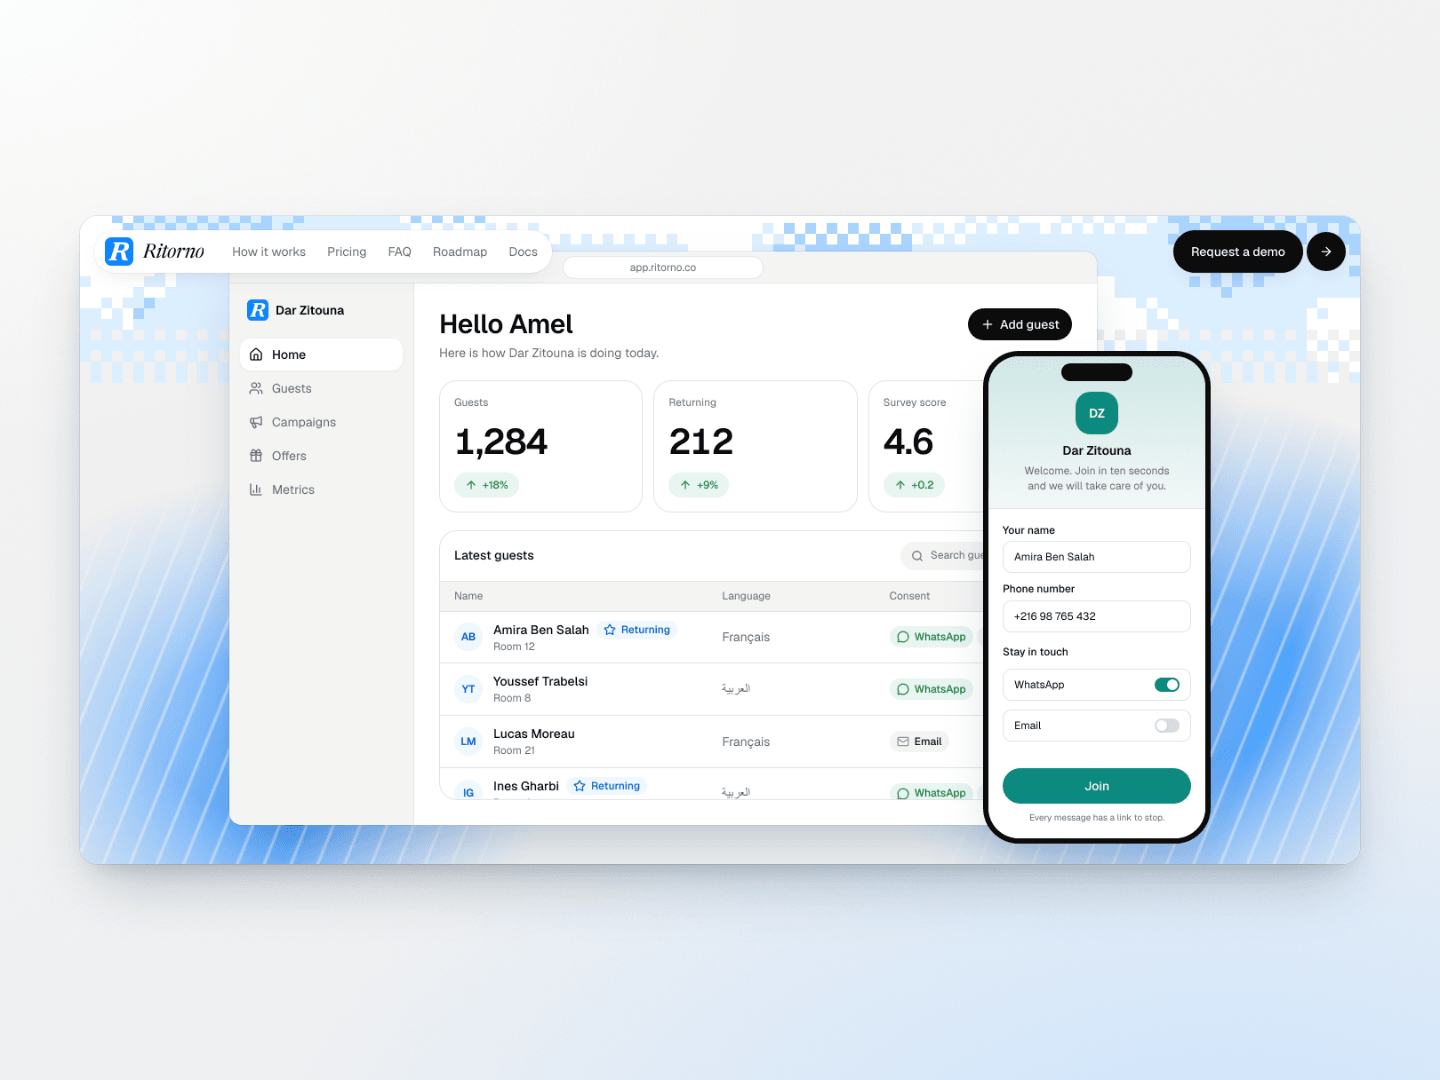 R Ritorno How it works Pricing FAQ Roadmap Docs
Request a demo
app.ritorno.co
R Dar Zitouna
Home
Guests
Campaigns
Offers
Metrics
Hello Amel
Here is how Dar Zitouna is doing today.
Add guest
Guests
1,284
+18%
Returning
212
+9%
Survey score
4.6
+0.2
Latest guests
Search gue
Name Language Consent
AB Amira Ben Salah Returning Français WhatsApp
Room 12
YT Youssef Trabelsi العربية WhatsApp
Room 8
LM Lucas Moreau Français Email
Room 21
IG Ines Gharbi Returning العربية WhatsApp
DZ
Dar Zitouna
Welcome. Join in ten seconds
and we will take care of you.
Your name
Amira Ben Salah
Phone number
+216 98 765 432
Stay in touch
WhatsApp
Email
Join
Every message has a link to stop.